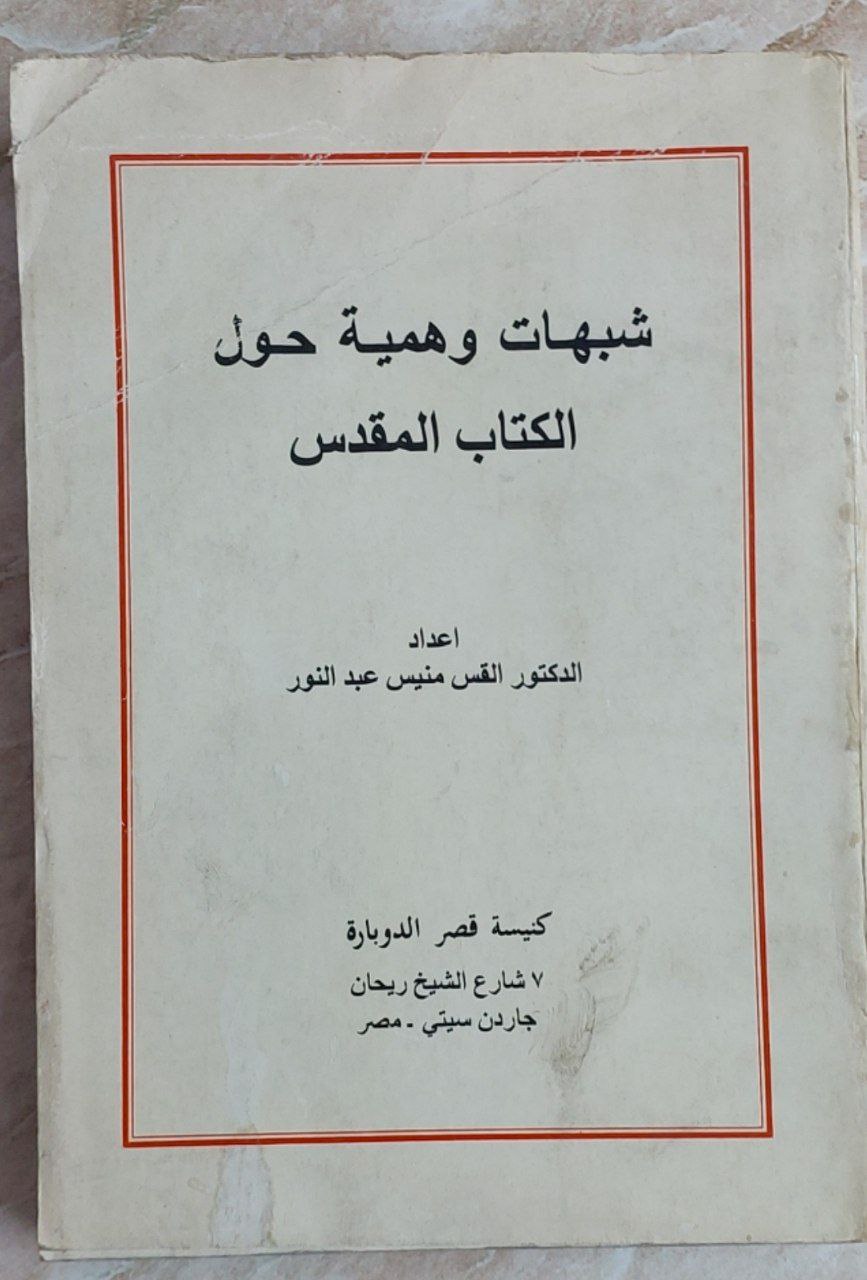 شبهات وهمية حول
الكتاب المقدس
اعداد
الدكتور القس منيس عبد النور
كنيسة قصر الدوبارة
٧ شارع الشيخ ريحان
جاردن سيتي - مصر